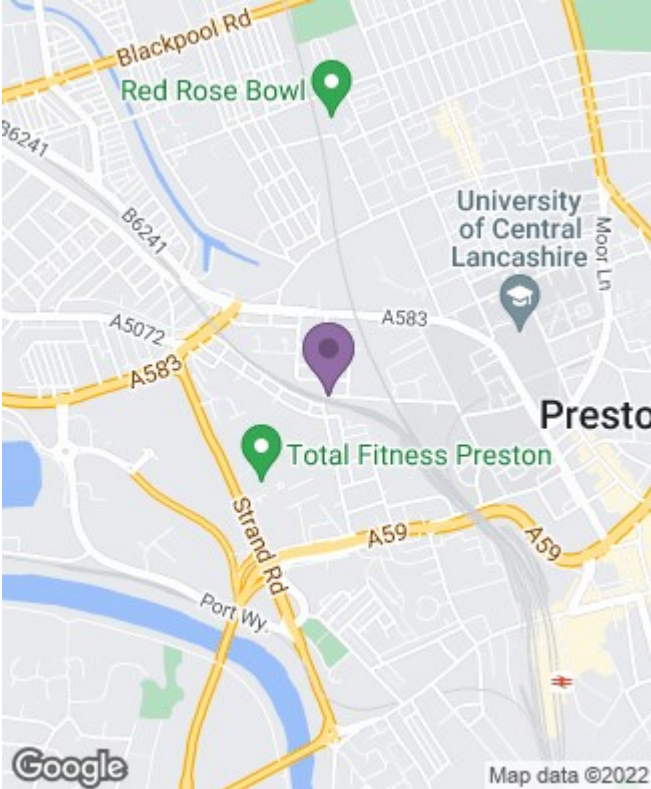 Blackpool Rd
Red Rose Bowl
B6241
University
of Central
Lancashire
Moor Ln
B6241
A5072
A583
A583
Presto
Total Fitness Preston
Strand Rd
A59
A59
Port Wy.
Google
Map data ©2022